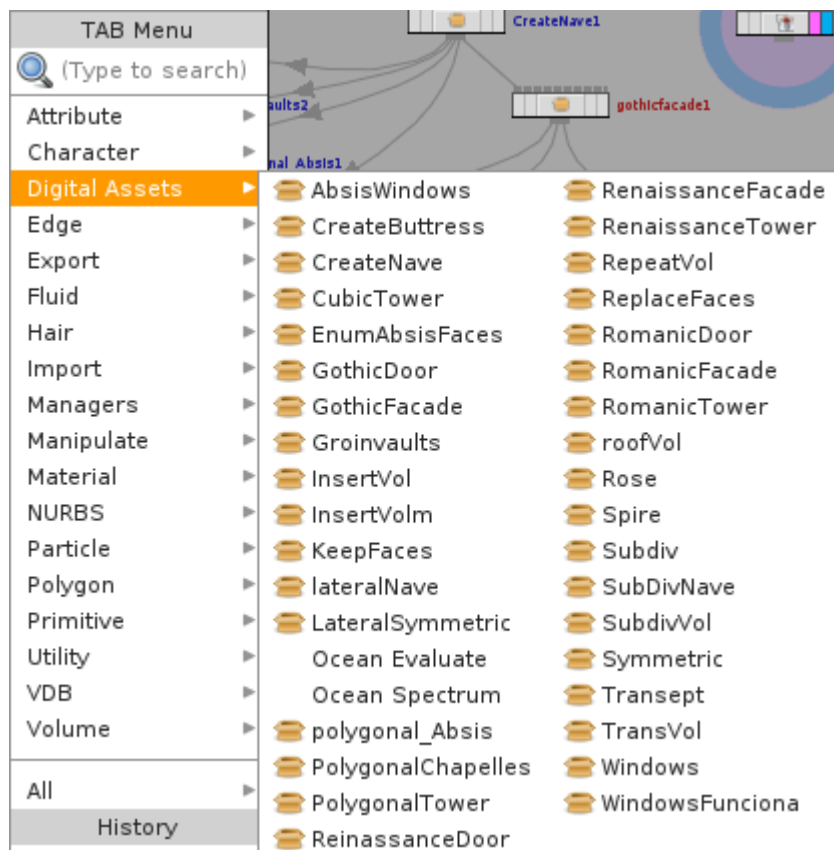 TAB Menu
(Type to search)
Attribute
Character
Digital Assets
Edge
Export
Fluid
Hair
Import
Managers
Manipulate
Material
NURBS
Particle
Polygon
Primitive
Utility
VDB
Volume
All
History
CreateNave1
aults2
gothicfacade1
nal_Absis1
AbsisWindows
CreateButtress
CreateNave
CubicTower
EnumAbsisFaces
GothicDoor
GothicFacade
Groinvaults
InsertVol
InsertVolm
KeepFaces
lateralNave
LateralSymmetric
Ocean Evaluate
Ocean Spectrum
polygonal_Absis
PolygonalChapelles
PolygonalTower
ReinassanceDoor
RenaissanceFacade
RenaissanceTower
RepeatVol
ReplaceFaces
RomanicDoor
RomanicFacade
RomanicTower
roofVol
Rose
Spire
Subdiv
SubDivNave
SubdivVol
Symmetric
Transept
TransVol
Windows
WindowsFunciona